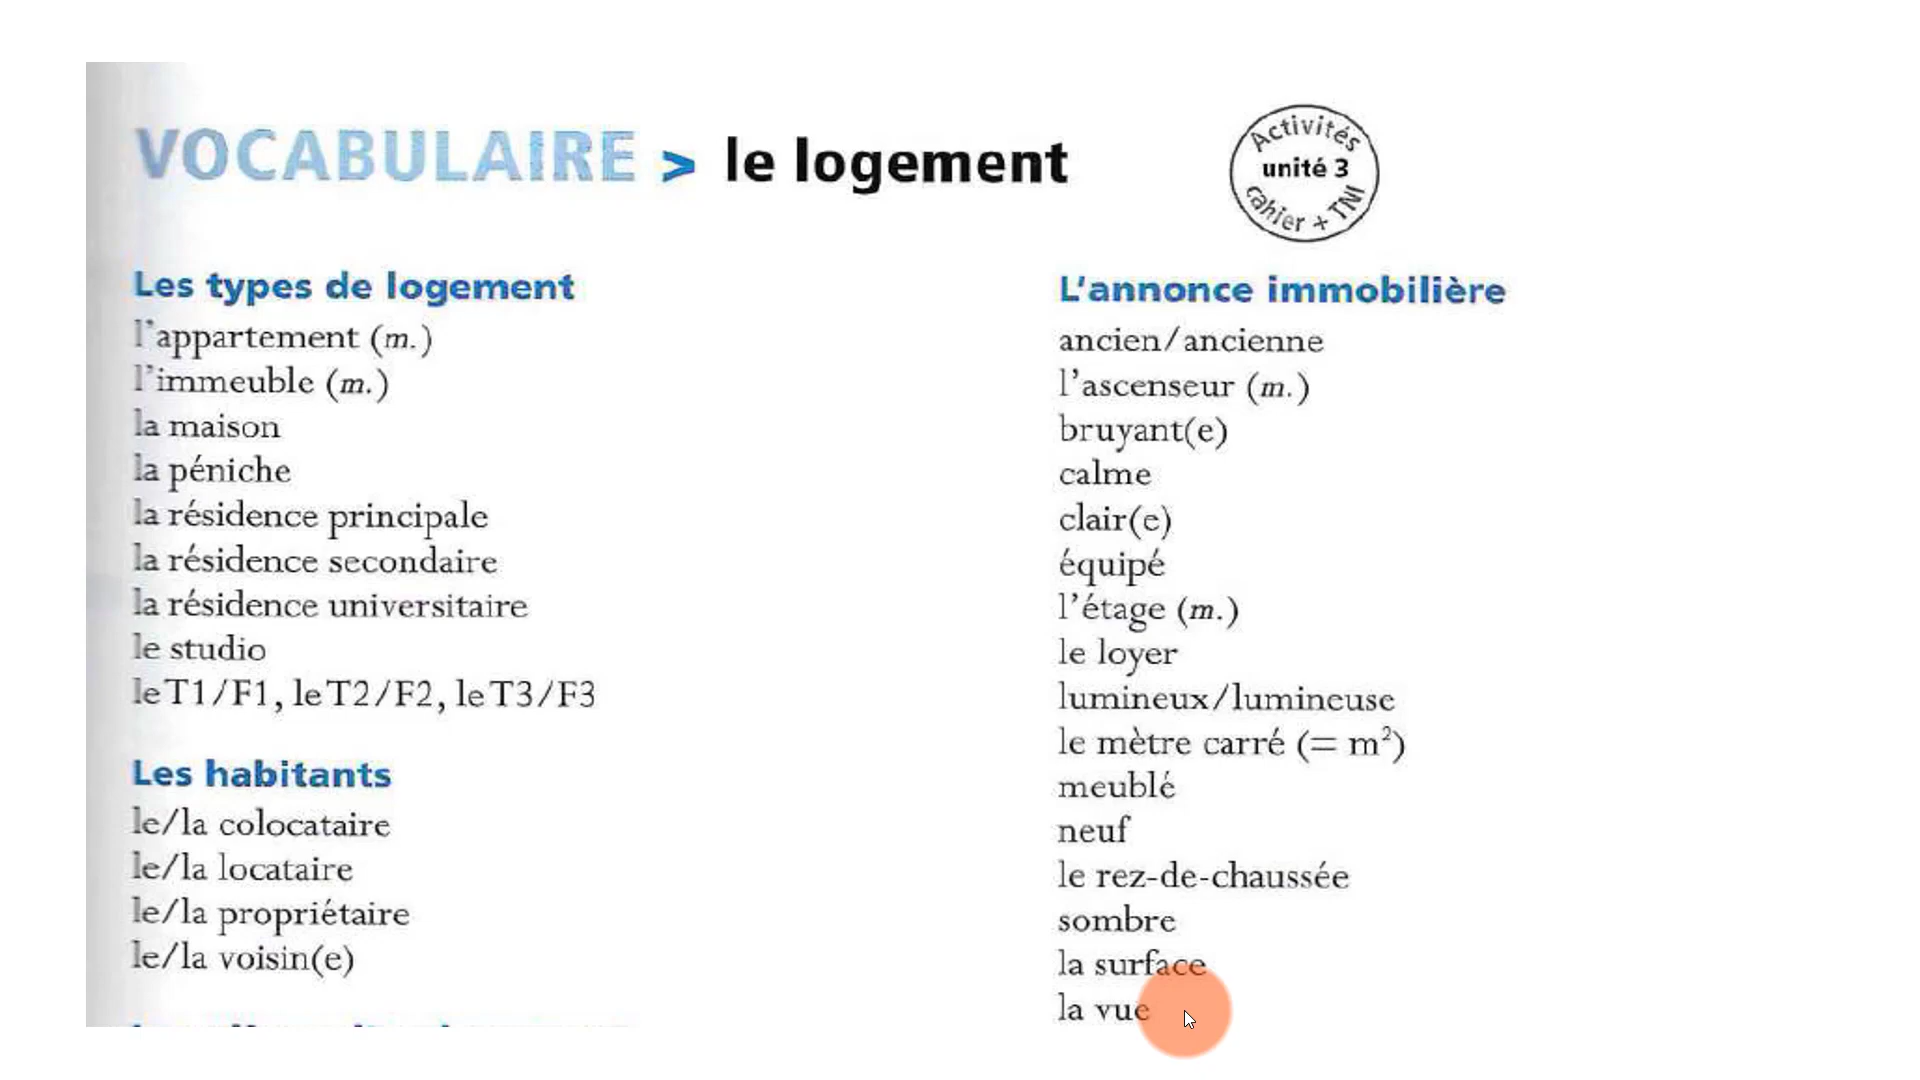 VOCABULAIRE > le logement
Activités
unité 3
cahier + TNI
Les types de logement
l'appartement (m.)
l'immeuble (m.)
la maison
la péniche
la résidence principale
la résidence secondaire
la résidence universitaire
le studio
le T1/F1, le T2/F2, le T3/F3
Les habitants
le/la colocataire
le/la locataire
le/la propriétaire
le/la voisin(e)
L'annonce immobilière
ancien/ancienne
l'ascenseur (m.)
bruyant(e)
calme
clair(e)
équipé
l'étage (m.)
le loyer
lumineux/lumineuse
le mètre carré (= m²)
meublé
neuf
le rez-de-chaussée
sombre
la surface
la vue